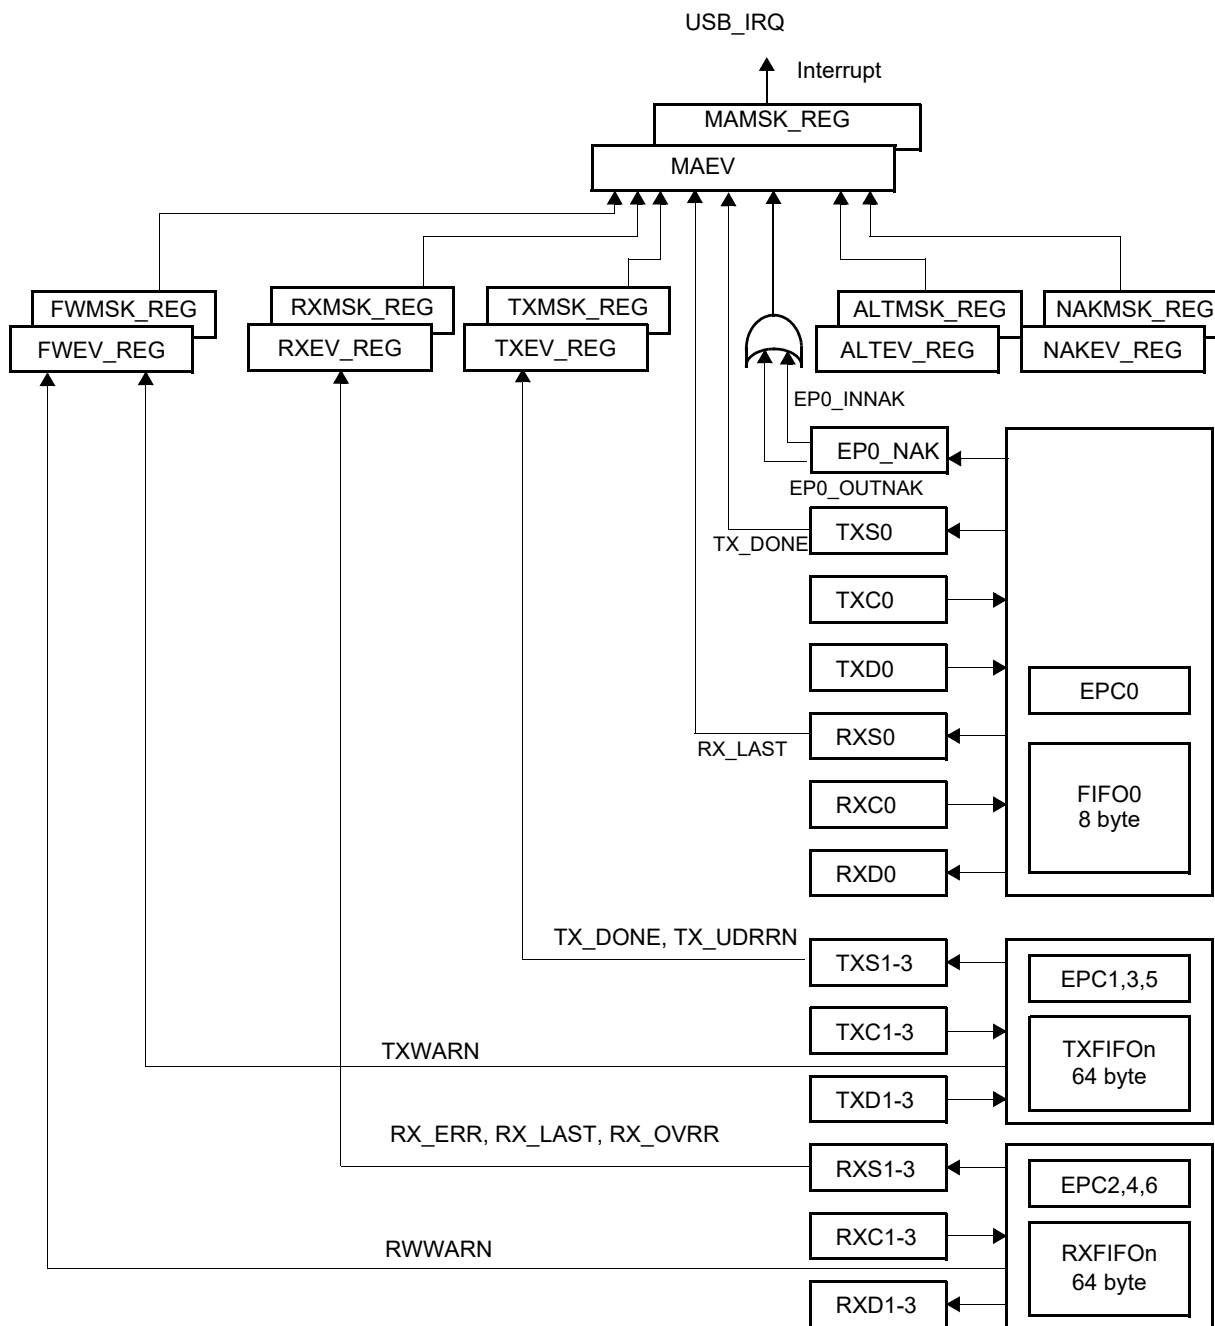 USB_IRQ
Interrupt
MAMSK_REG
MAEV
FWMSK_REG
RXMSK_REG
TXMSK_REG
ALTMSK_REG
NAKMSK_REG
FWEV_REG
RXEV_REG
TXEV_REG
ALTEV_REG
NAKEV_REG
EP0_INNAK
EP0_NAK
EP0_OUTNAK
TXS0
TX_DONE
TXC0
TXD0
EPC0
RXS0
RX_LAST
FIFO0
8 byte
RXC0
RXD0
TX_DONE, TX_UDRRN
TXS1-3
EPC1,3,5
TXC1-3
TXWARN
TXFIFOn
64 byte
TXD1-3
RX_ERR, RX_LAST, RX_OVRR
RXS1-3
EPC2,4,6
RXC1-3
RWWARN
RXFIFOn
64 byte
RXD1-3